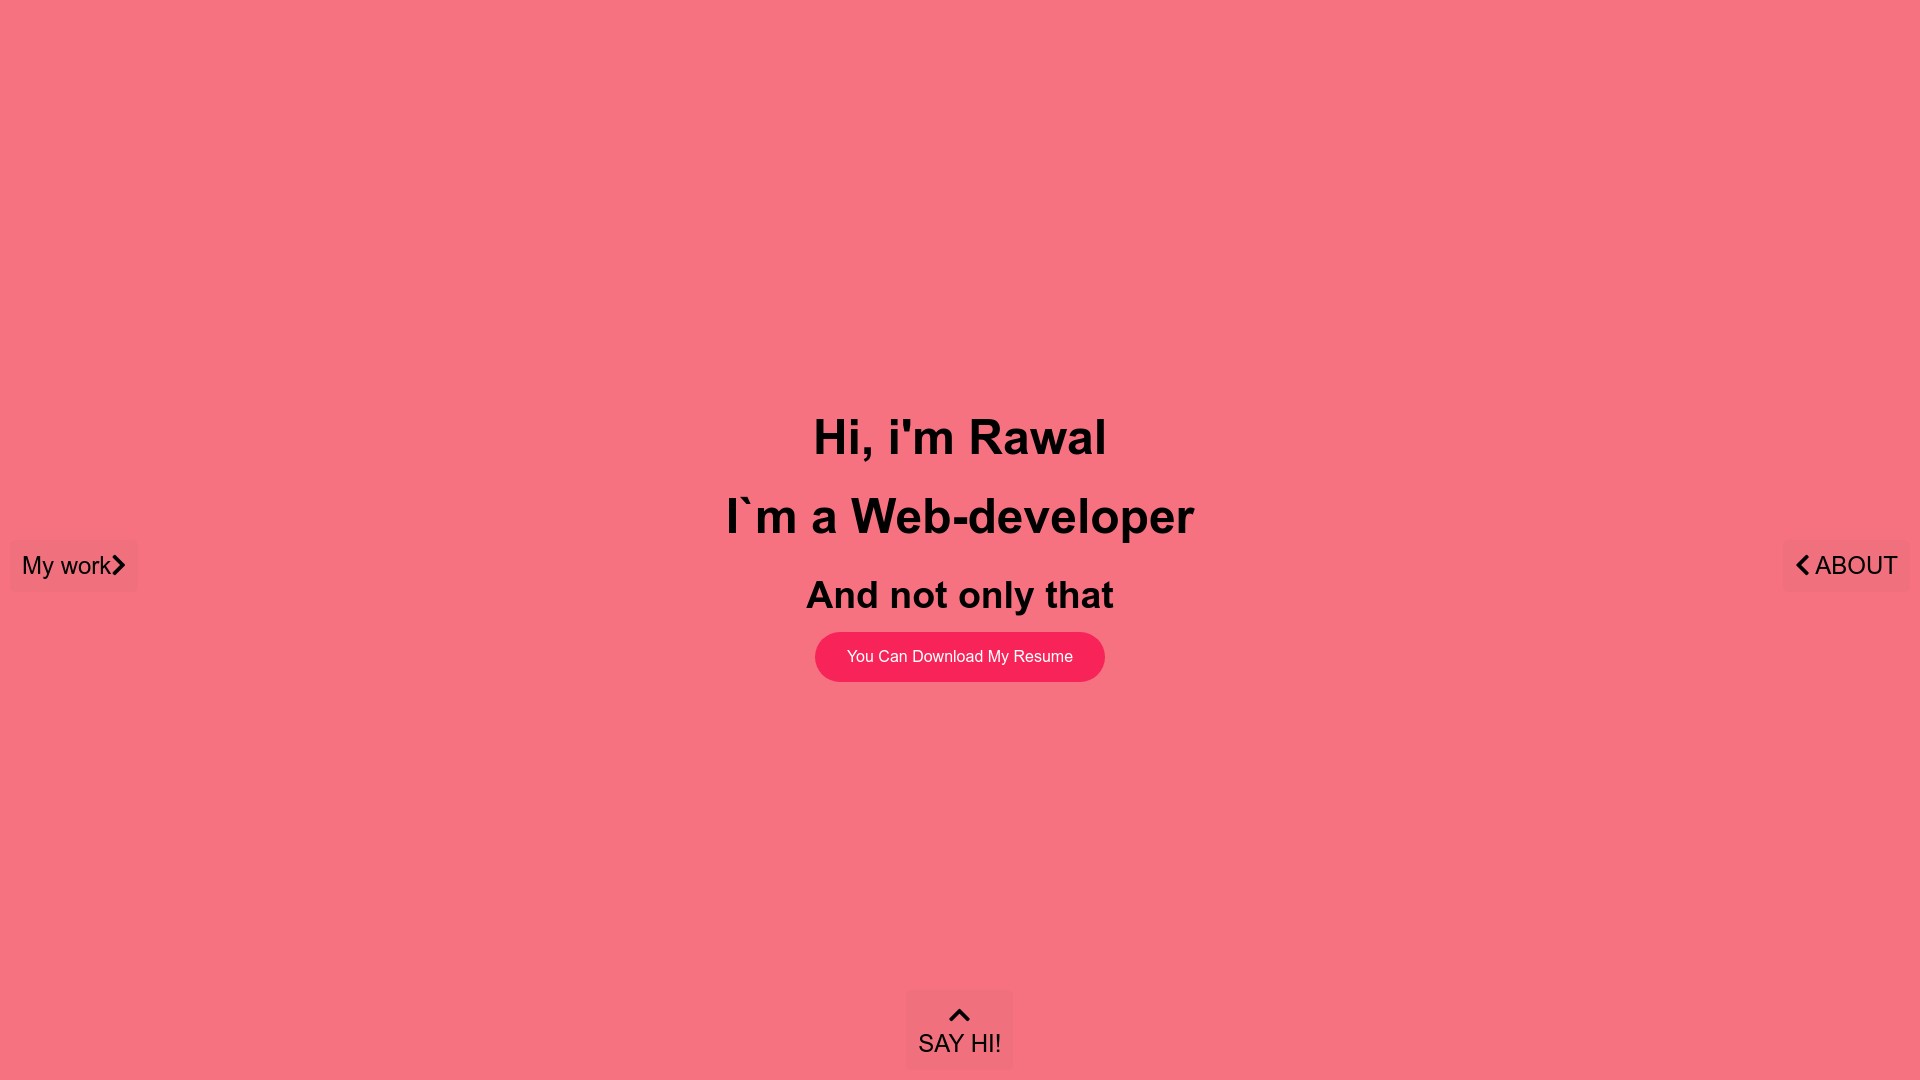 Hi, i'm Rawal
I`m a Web-developer
And not only that
My work
ABOUT
You Can Download My Resume
SAY HI!